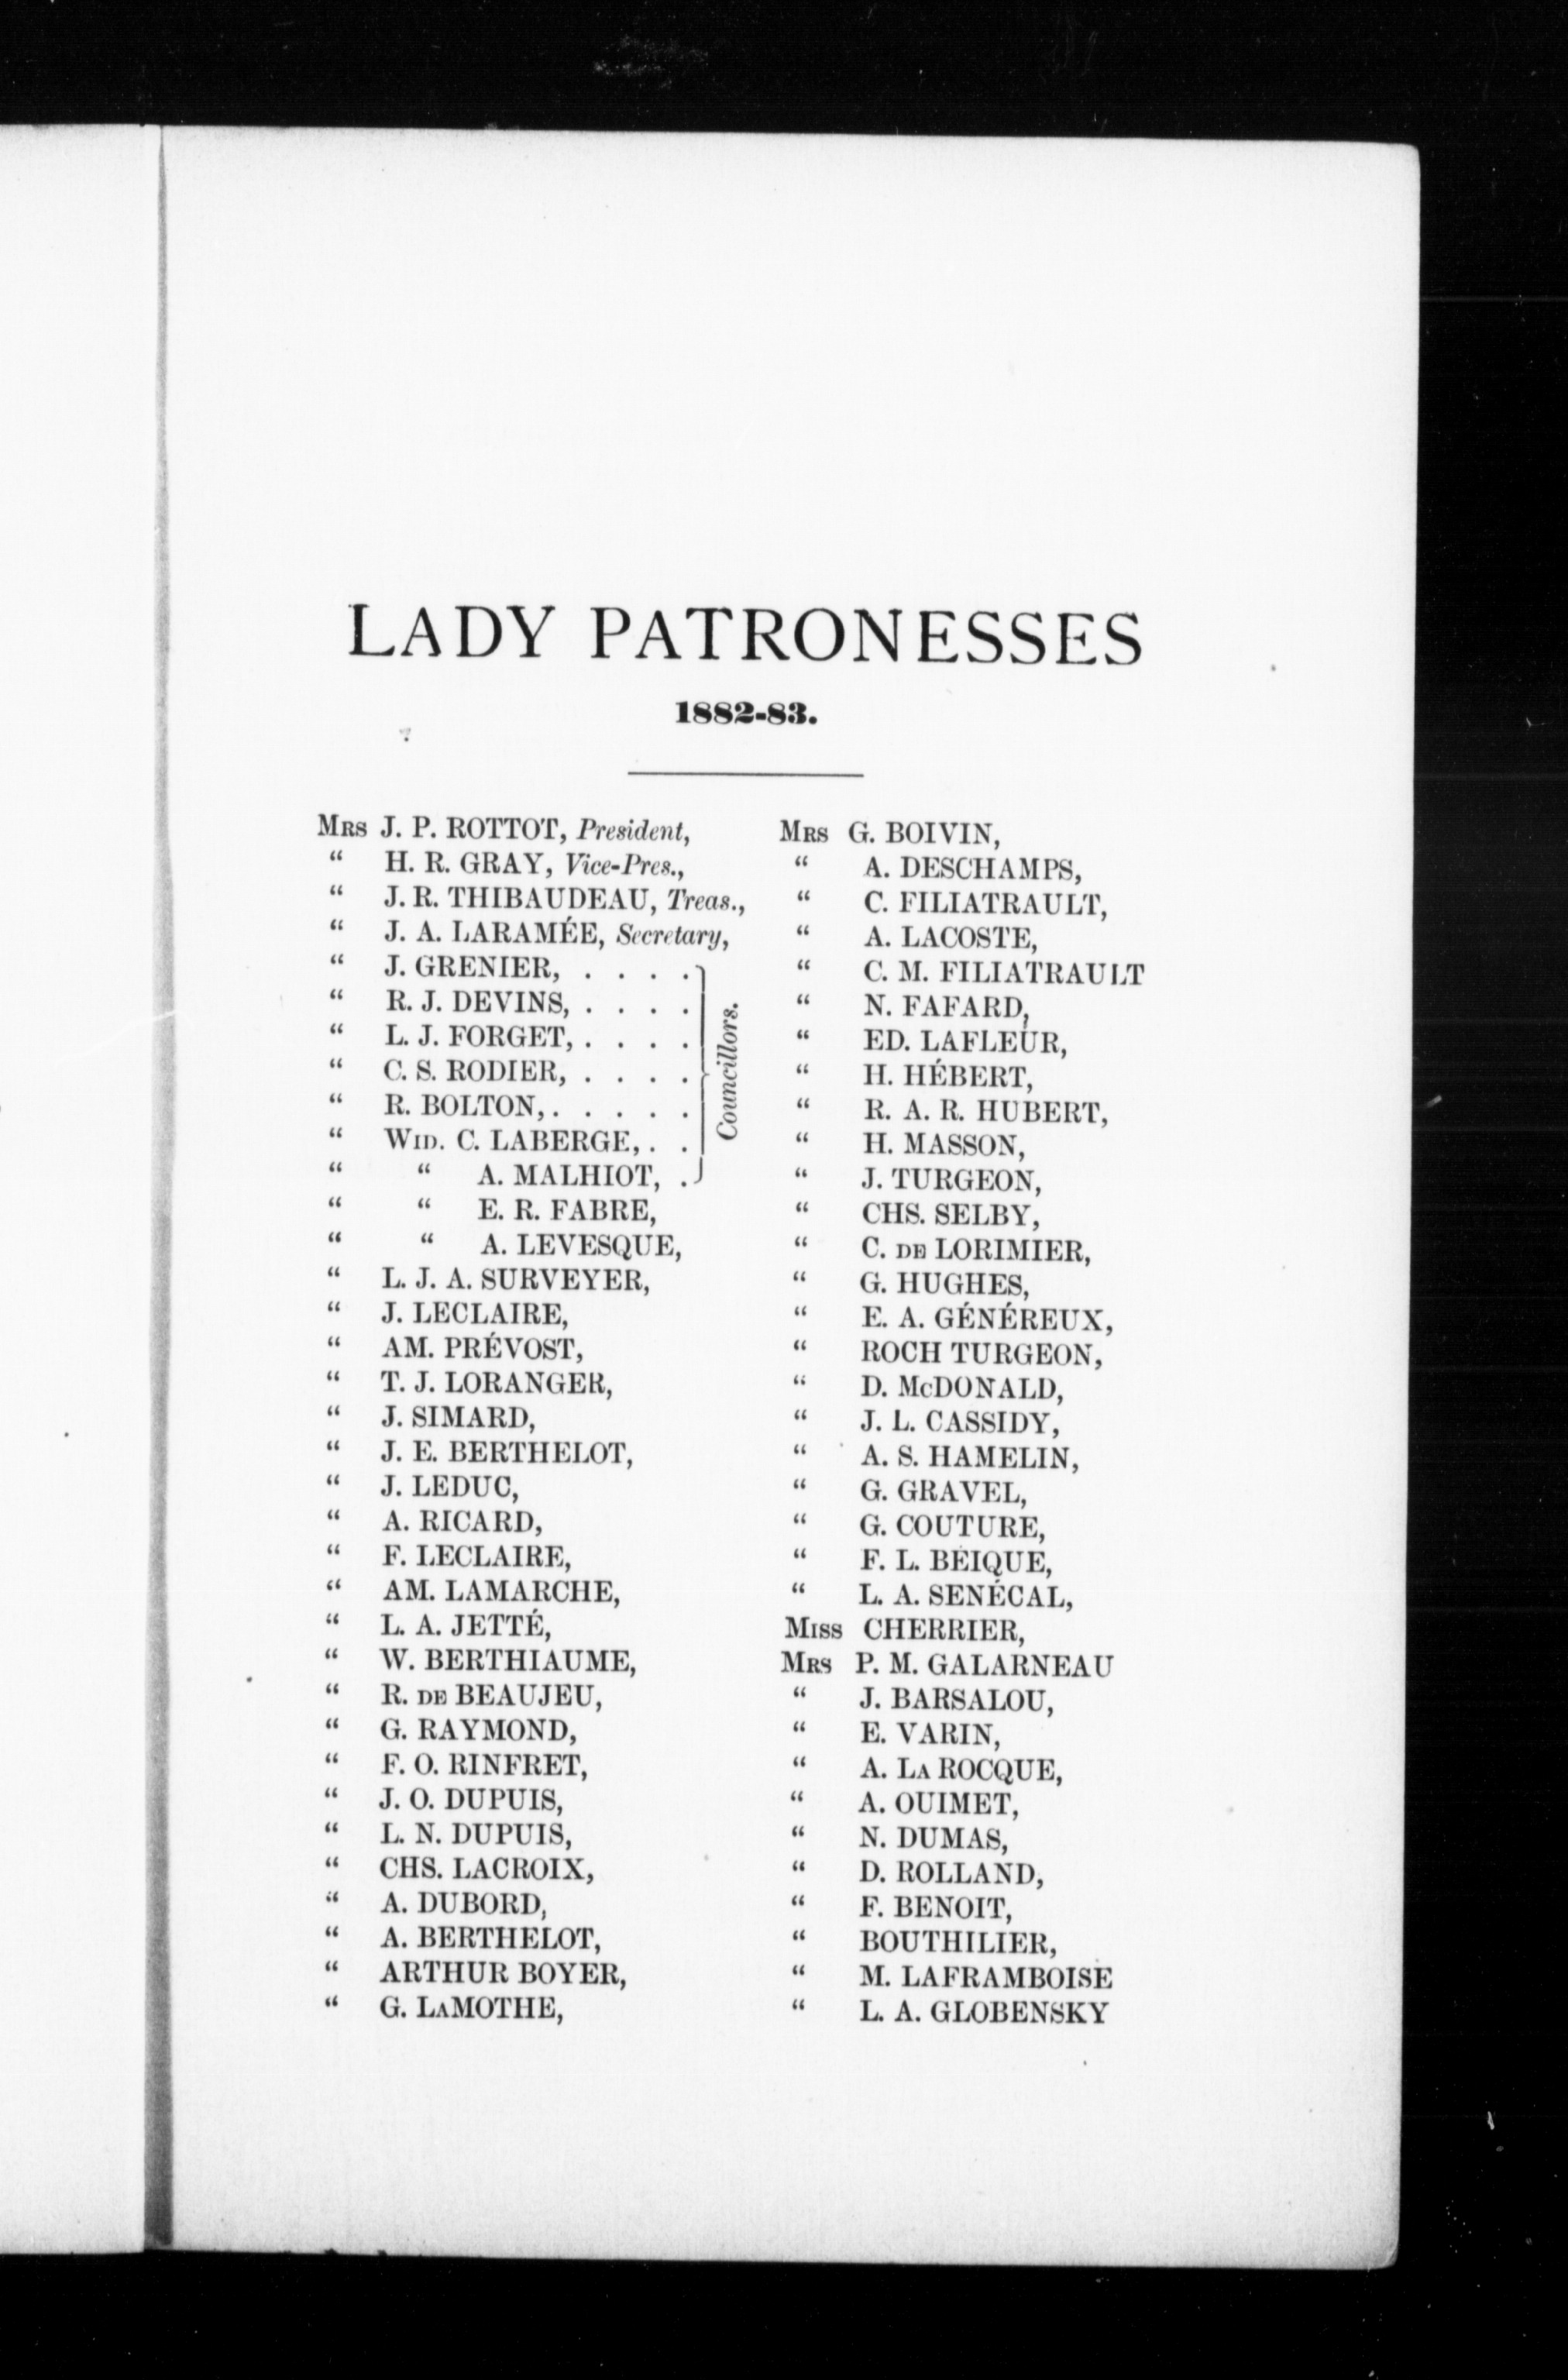 LADY PATRONESSES
1882-83.
MRS J. P. ROTTOT, President,
“ H. R. GRAY, Vice-Pres.,
“ J. R. THIBAUDEAU, Treas.,
“ J. A. LARAMÉE, Secretary,
“ J. GRENIER, . . . .
“ R. J. DEVINS, . . . .
“ L. J. FORGET, . . . .
“ C. S. RODIER, . . . .
“ R. BOLTON, . . . . .
“ WID. C. LABERGE, . .
“ “ A. MALHIOT, .
Councillors.
“ “ E. R. FABRE,
“ “ A. LEVESQUE,
“ L. J. A. SURVEYER,
“ J. LECLAIRE,
“ AM. PRÉVOST,
“ T. J. LORANGER,
“ J. SIMARD,
“ J. E. BERTHELOT,
“ J. LEDUC,
“ A. RICARD,
“ F. LECLAIRE,
“ AM. LAMARCHE,
“ L. A. JETTÉ,
“ W. BERTHIAUME,
“ R. DE BEAUJEU,
“ G. RAYMOND,
“ F. O. RINFRET,
“ J. O. DUPUIS,
“ L. N. DUPUIS,
“ CHS. LACROIX,
“ A. DUBORD,
“ A. BERTHELOT,
“ ARTHUR BOYER,
“ G. LAMOTHE,
MRS G. BOIVIN,
“ A. DESCHAMPS,
“ C. FILIATRAULT,
“ A. LACOSTE,
“ C. M. FILIATRAULT
“ N. FAFARD,
“ ED. LAFLEUR,
“ H. HÉBERT,
“ R. A. R. HUBERT,
“ H. MASSON,
“ J. TURGEON,
“ CHS. SELBY,
“ C. DE LORIMIER,
“ G. HUGHES,
“ E. A. GÉNÉREUX,
“ ROCH TURGEON,
“ D. McDONALD,
“ J. L. CASSIDY,
“ A. S. HAMELIN,
“ G. GRAVEL,
“ G. COUTURE,
“ F. L. BÉIQUE,
“ L. A. SENÉCAL,
MISS CHERRIER,
MRS P. M. GALARNEAU
“ J. BARSALOU,
“ E. VARIN,
“ A. LA ROCQUE,
“ A. OUIMET,
“ N. DUMAS,
“ D. ROLLAND,
“ F. BENOIT,
“ BOUTHILIER,
“ M. LAFRAMBOISE
“ L. A. GLOBENSKY